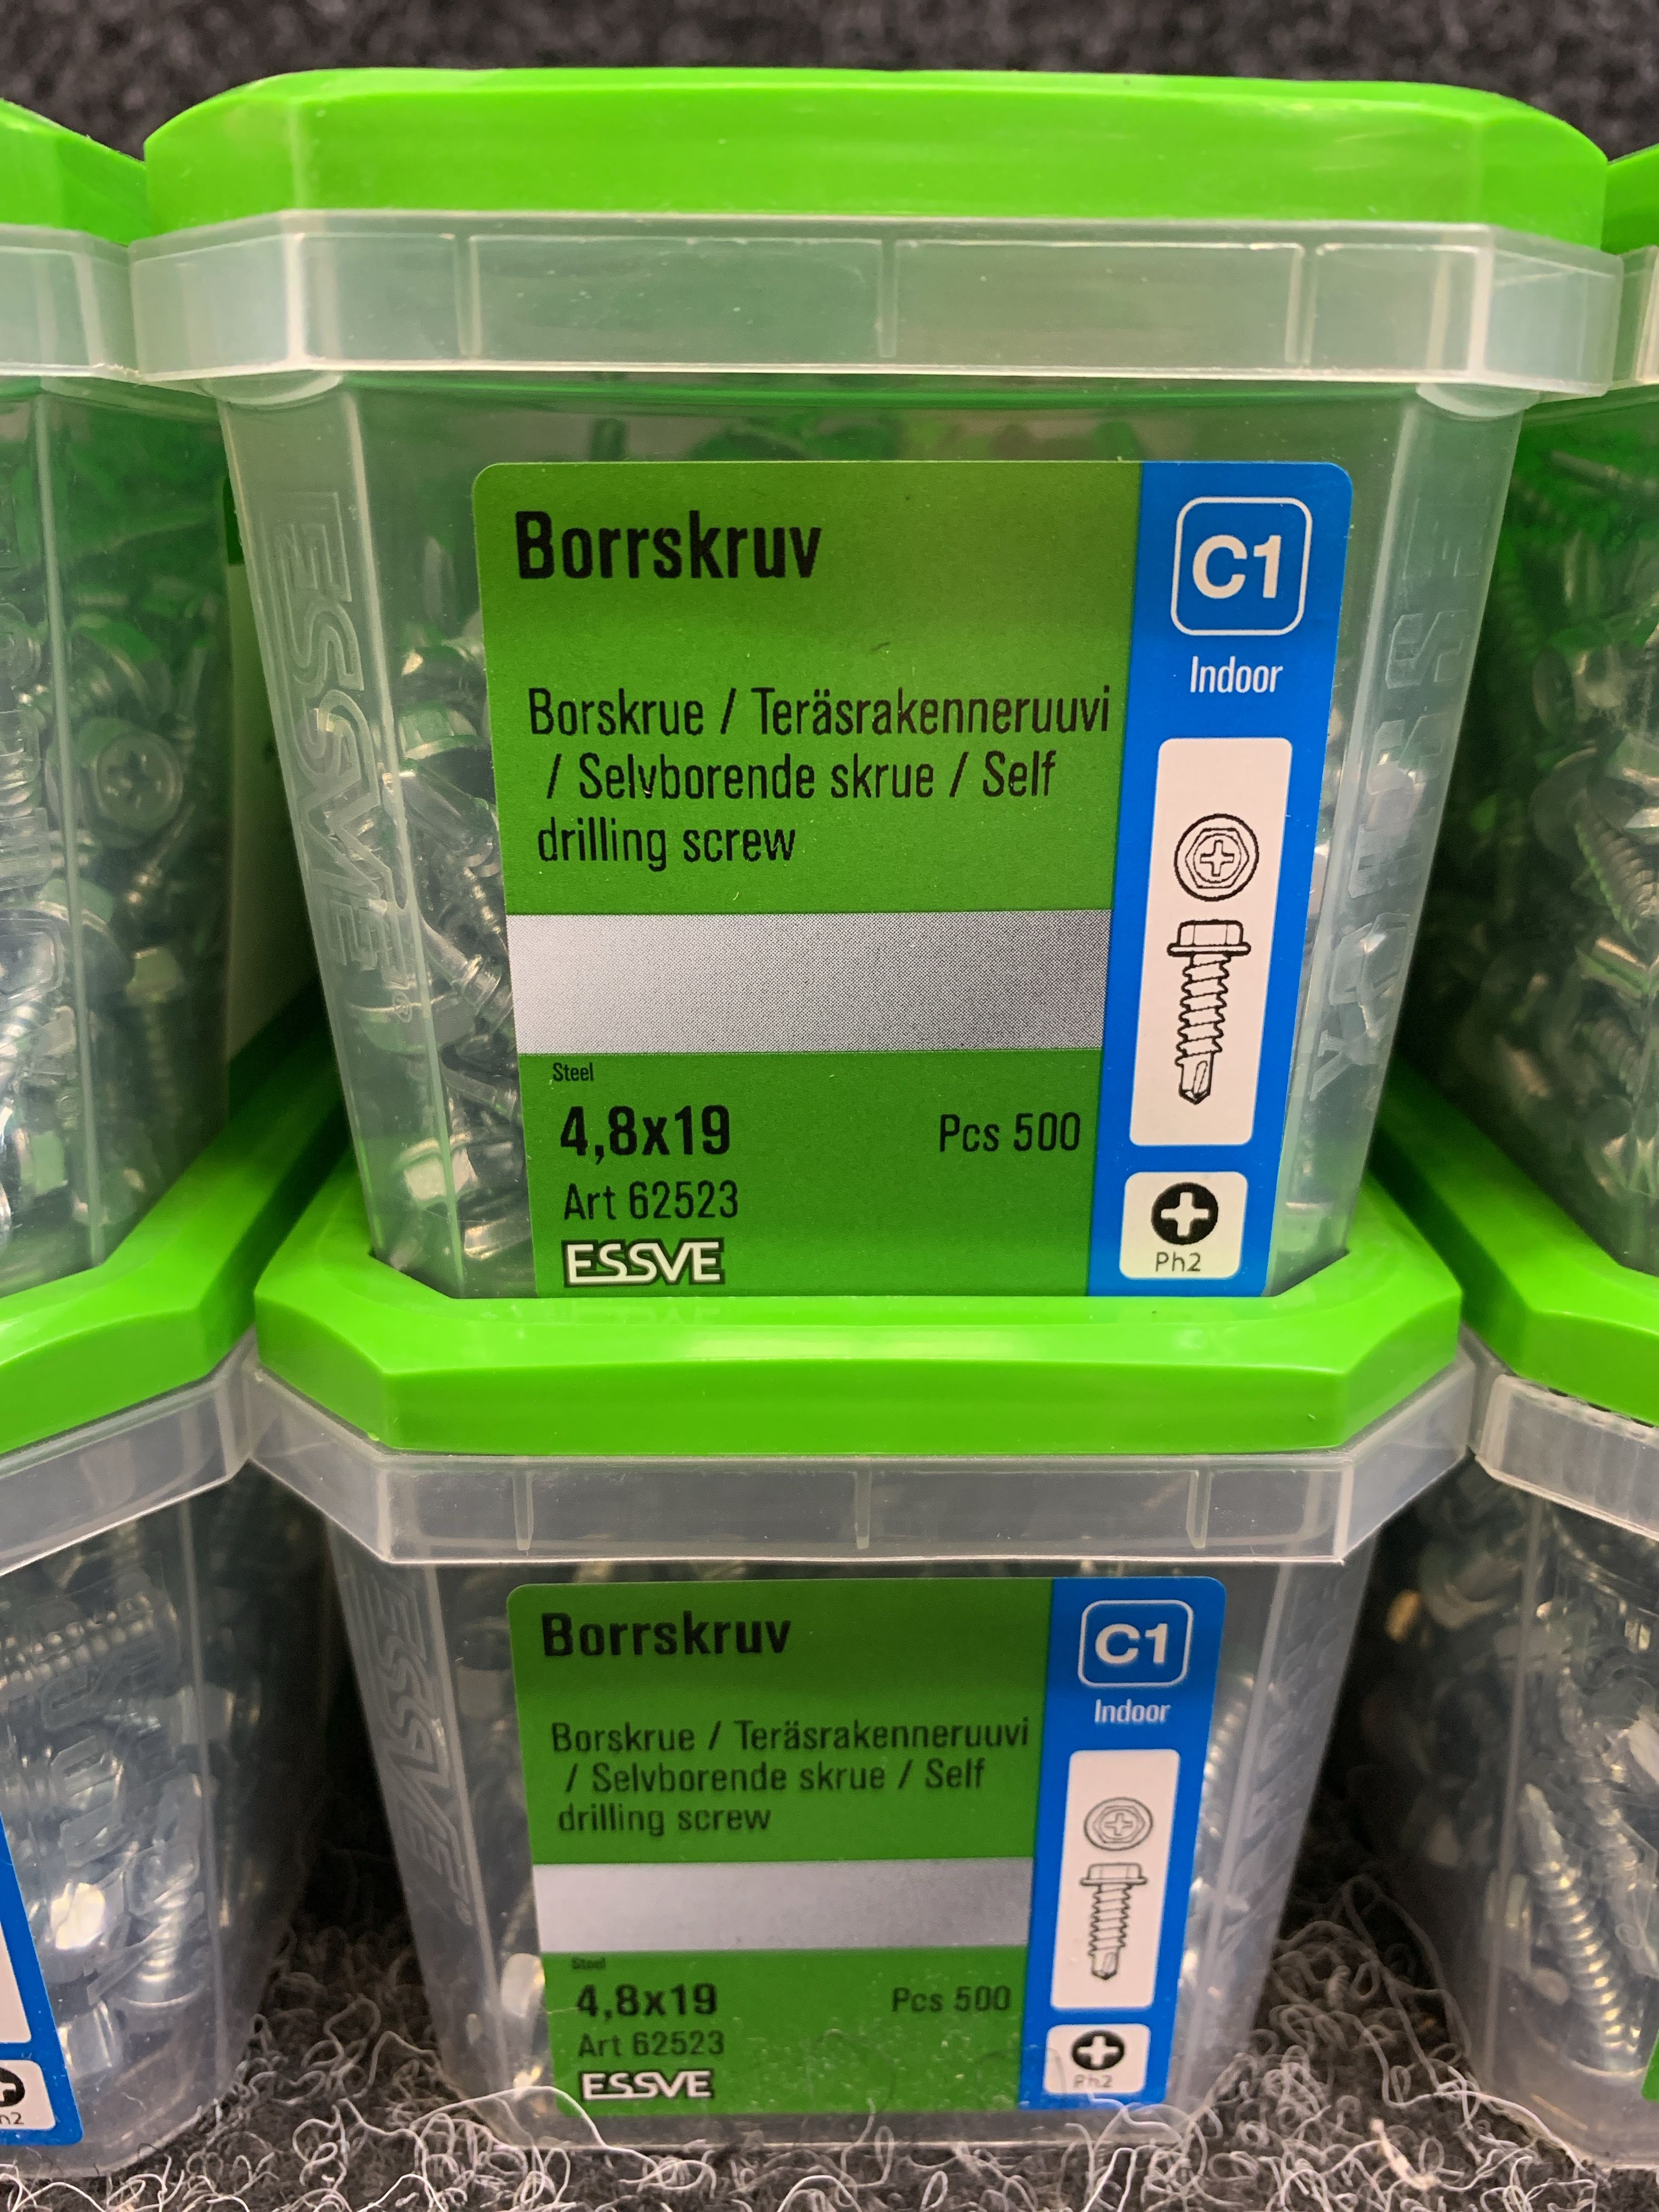 ESSVE
Borrskruv
C1
Indoor
Borskrue / Teräsrakenneruuvi
/ Selvborende skrue / Self
drilling screw
Steel
4,8x19
Pcs 500
Art 62523
ESSVE
Ph2
ESSVE
Borrskruv
C1
Indoor
Borskrue / Teräsrakenneruuvi
/ Selvborende skrue / Self
drilling screw
Steel
4,8x19
Pcs 500
Art 62523
ESSVE
Ph2